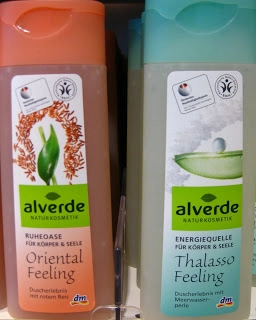 alverde
NATURKOSMETIK
RUHEOASE
FÜR KÖRPER & SEELE
Oriental
Feeling
Duscherlebnis
mit rotem Reis
dm
alverde
NATURKOSMETIK
ENERGIEQUELLE
FÜR KÖRPER & SEELE
Thalasso
Feeling
Duscherlebnis mit
Meerwasser-
perle
dm